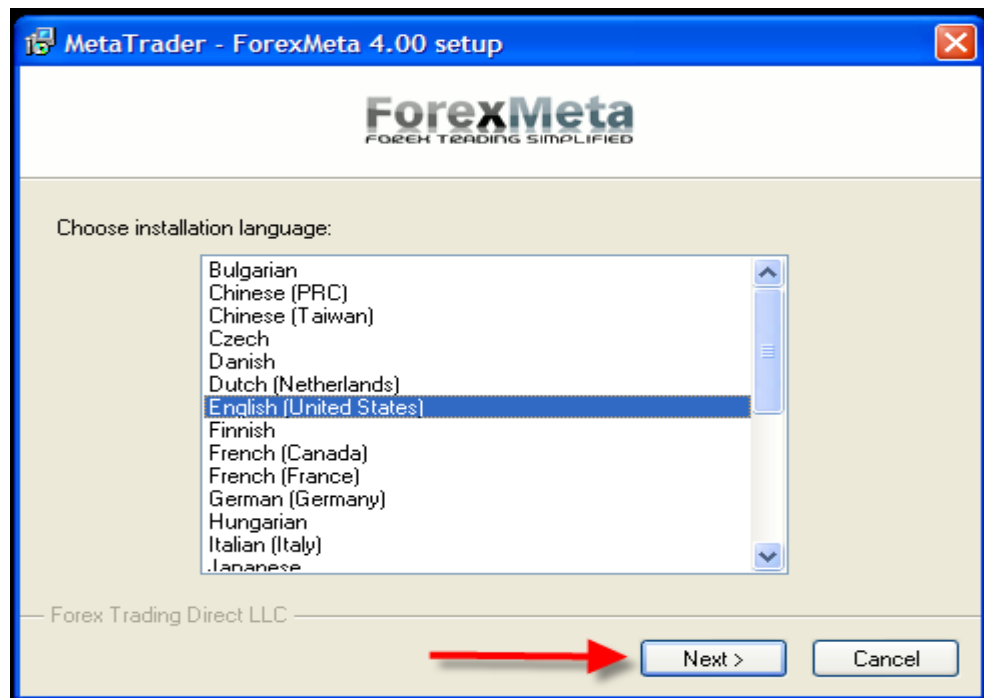 MetaTrader - ForexMeta 4.00 setup
ForexMeta
FOREX TRADING SIMPLIFIED
Choose installation language:
Bulgarian
Chinese (PRC)
Chinese (Taiwan)
Czech
Danish
Dutch (Netherlands)
English (United States)
Finnish
French (Canada)
French (France)
German (Germany)
Hungarian
Italian (Italy)
Japanese
Forex Trading Direct LLC
Next > Cancel